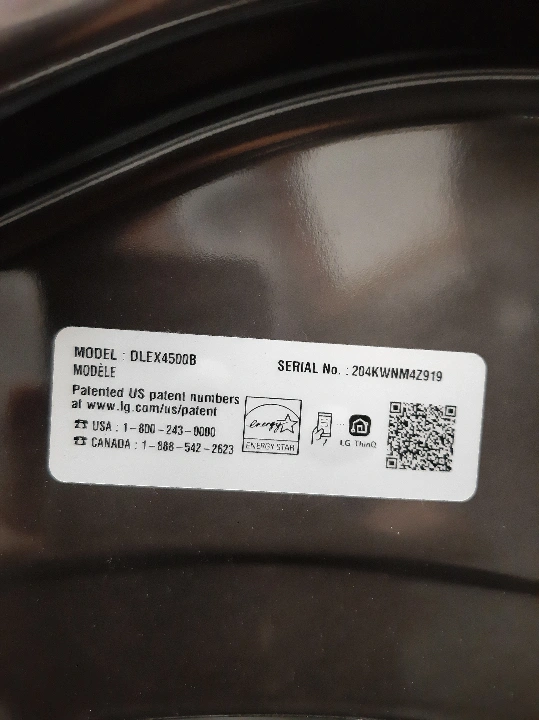 MODEL : DLEX4500B
MODÈLE
SERIAL No. : 204KWNM4Z919
Patented US patent numbers
at www.lg.com/us/patent
☎ USA : 1-800-243-0000
☎ CANADA : 1-888-542-2623
energy
ENERGY STAR
LG ThinQ